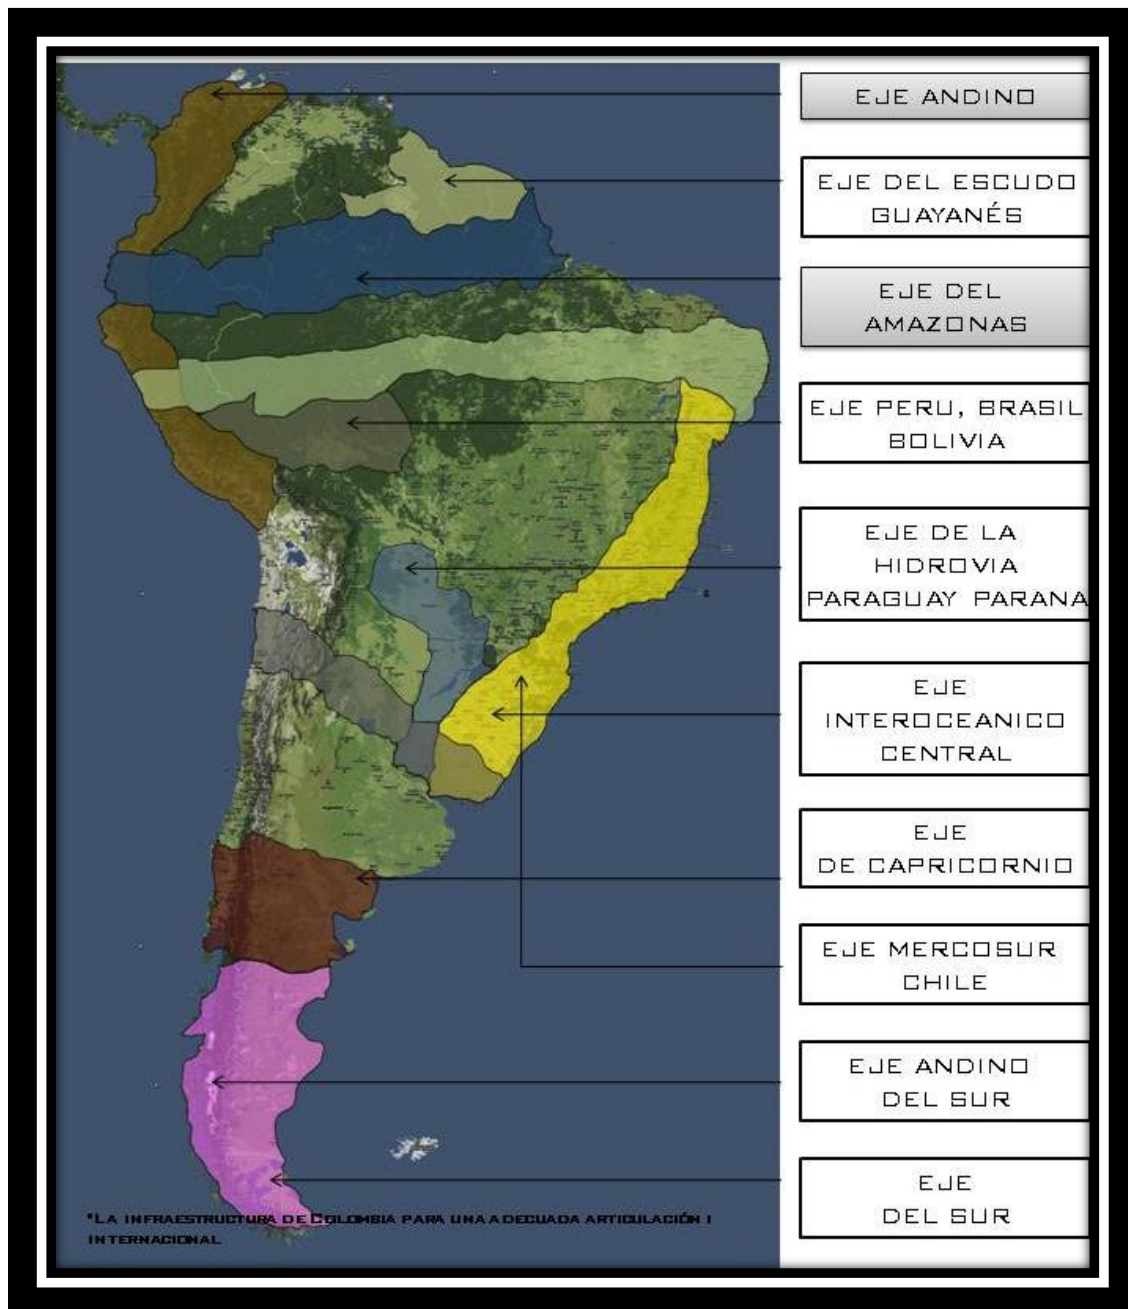 EJE ANDINO
EJE DEL ESCUDO
GUAYANÉS
EJE DEL
AMAZONAS
EJE PERU, BRASIL
BOLIVIA
EJE DE LA
HIDROVIA
PARAGUAY PARANA
EJE
INTEROCEANICO
CENTRAL
EJE
DE CAPRICORNIO
EJE MERCOSUR
CHILE
EJE ANDINO
DEL SUR
EJE
DEL SUR
*LA INFRAESTRUCTURA DE COLOMBIA PARA UNA ADECUADA ARTICULACIÓN I
INTERNACIONAL